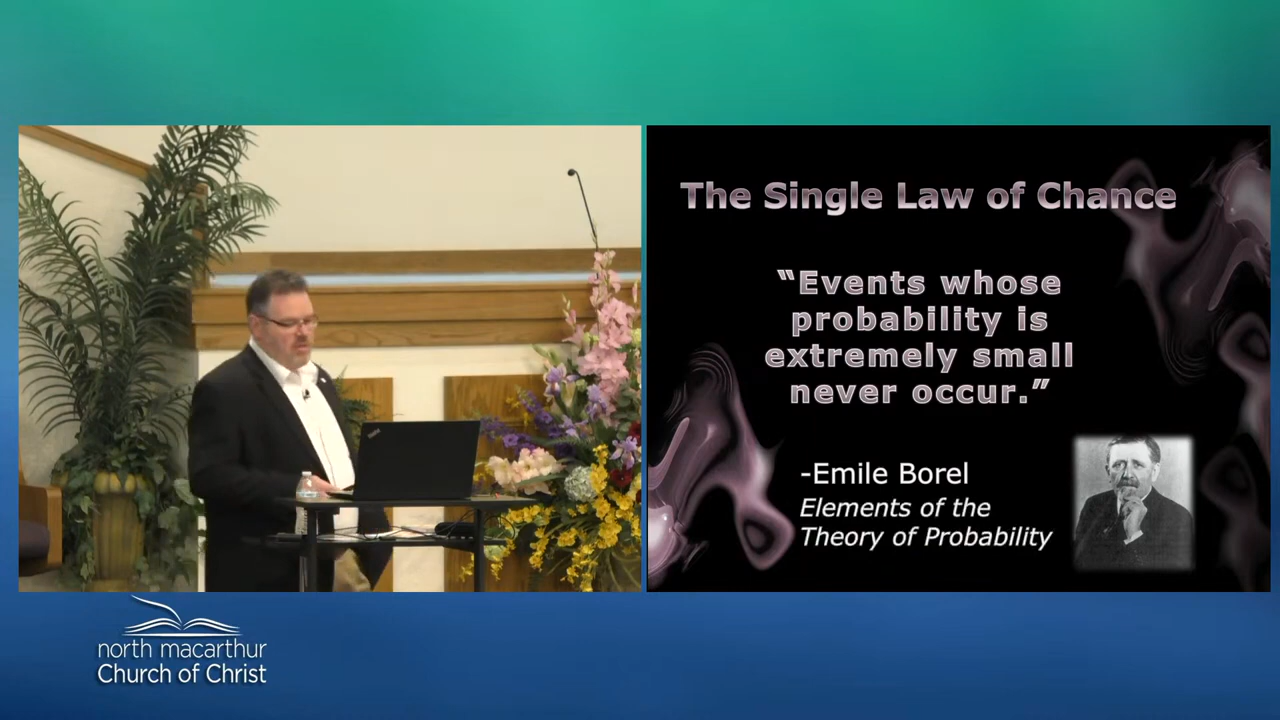 The Single Law of Chance
“Events whose
probability is
extremely small
never occur.”
-Emile Borel
Elements of the
Theory of Probability
north macarthur
Church of Christ